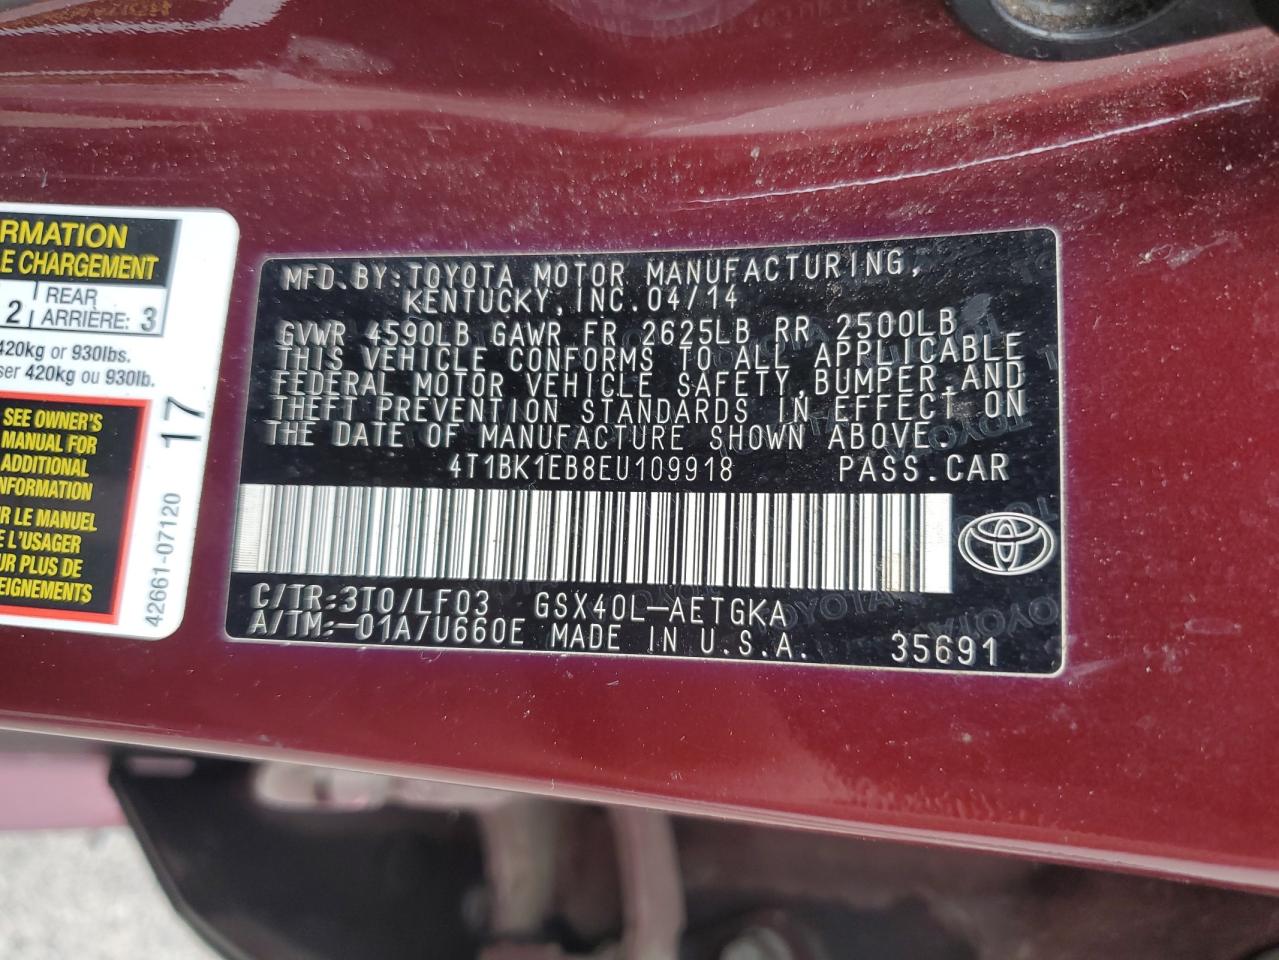 RMATION
E CHARGEMENT
2 REAR
ARRIÈRE: 3
420kg or 930lbs.
ser 420kg ou 930lb.
SEE OWNER'S
MANUAL FOR
ADDITIONAL
NFORMATION
R LE MANUEL
E L'USAGER
UR PLUS DE
EIGNEMENTS
17
42661-07120
MFD. BY: TOYOTA MOTOR MANUFACTURING,
KENTUCKY, INC. 04/14
GVWR 4590LB GAWR FR 2625LB RR 2500LB
THIS VEHICLE CONFORMS TO ALL APPLICABLE
FEDERAL MOTOR VEHICLE SAFETY, BUMPER, AND
THEFT PREVENTION STANDARDS IN EFFECT ON
THE DATE OF MANUFACTURE SHOWN ABOVE.
4T1BK1EB8EU109918 PASS. CAR
C/TR: 3T0/LF03 GSX40L-AETGKA
A/TM: -01A/U660E MADE IN U.S.A. 35691